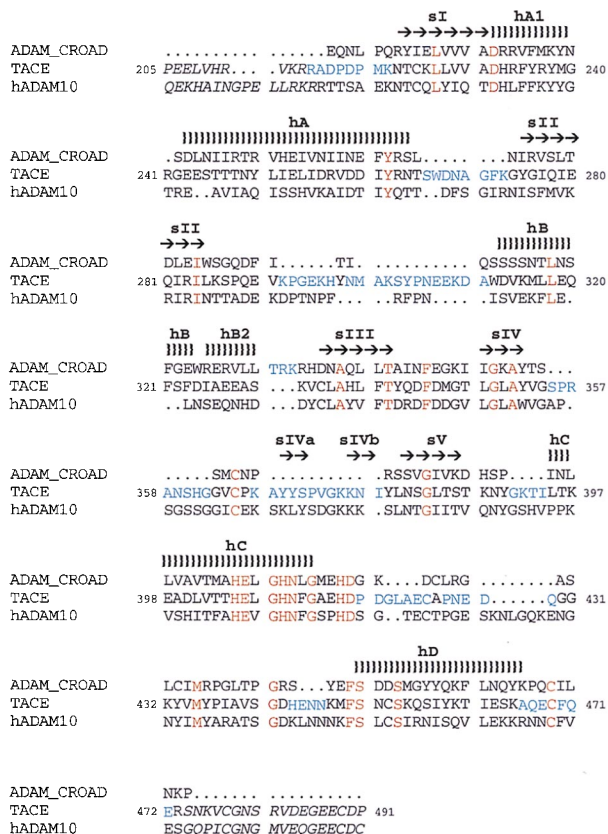 sI hA1
→→→→→→→→→ }}}}}}}}}}
ADAM_CROAD .......... ......EQNL PQRYIELVVV ADRRVFMKYN
TACE 205 PEELVHR... .VKRRADPDP MKNTCKLLVV ADHRFYRYMG 240
hADAM10 QEKHAINGPE LLRKRRTTSA EKNTCQLYIQ TDHLFFKYYG
hA sII
ADAM_CROAD .SDLNIIRTR VHEIVNIINE FYRSL..... ..NIRVSLT
TACE 241 RGEESTTTNY LIELIDRVDD IYRNTSWDNA GFKGYGIQIE 280
hADAM10 TRE..AVIAQ ISSHVKAIDT IYQTT..DFS GIRNISFMVK
sII hB
ADAM_CROAD DLEIWSGQDF I.......TI. ........ QSSSSNTLNS
TACE 281 QIRILKSPQE VKPGEKHYNM AKSYPNEEKD AWDVKMLLEQ 320
hADAM10 RIRINTTADE KDPTNPF... .RFPN..... ISVEKFLE.
hB hB2 sIII sIV
ADAM_CROAD FGEWRERVLL TRKRHDNAQL LTAINFEGKI IGKAYTS...
TACE 321 FSFDIAEEAS .KVCLAHLF TYQDFDMGT LGLAYVGSPR 357
hADAM10 ..LNSEQNHD .DYCLAYVF TDRDFDDGV LGLAWVGAP.
sIVa sIVb sV hC
ADAM_CROAD .....SMCNP .......... .RSSVGIVKD HSP....INL
TACE 358 ANSHGGVCPK AYYSPVGKKN IYLNSGLTST KNYGKTILTK 397
hADAM10 SGSSGGICEK SKLYSDGKKK .SLNTGIITV QNYGSHVPPK
hC
ADAM_CROAD LVAVTMAHEL GHNLGMEHDG K....DCLRG ........AS
TACE 398 EADLVTTHEL GHNFGAEHDP DGLAECAPNE D......QGG 431
hADAM10 VSHITFAHEV GHNFGSPHDS G..TECTPGE SKNLGQKENG
hD
ADAM_CROAD LCIMRPGLTP GRS...YEFS DDSMGYYQKF LNQYKPQCIL
TACE 432 KYVMYPIAVS GDHENNKMFS NCSKQSIYKT IESKAQECFQ 471
hADAM10 NYIMYARATS GDKLNNNKFS LCSIRNISQV LEKKRNNCFV
ADAM_CROAD NKP....... ..........
TACE 472 ERSNKVCGNS RVDEGEECDP 491
hADAM10 ESGQPICGNG MVEQGEECDC